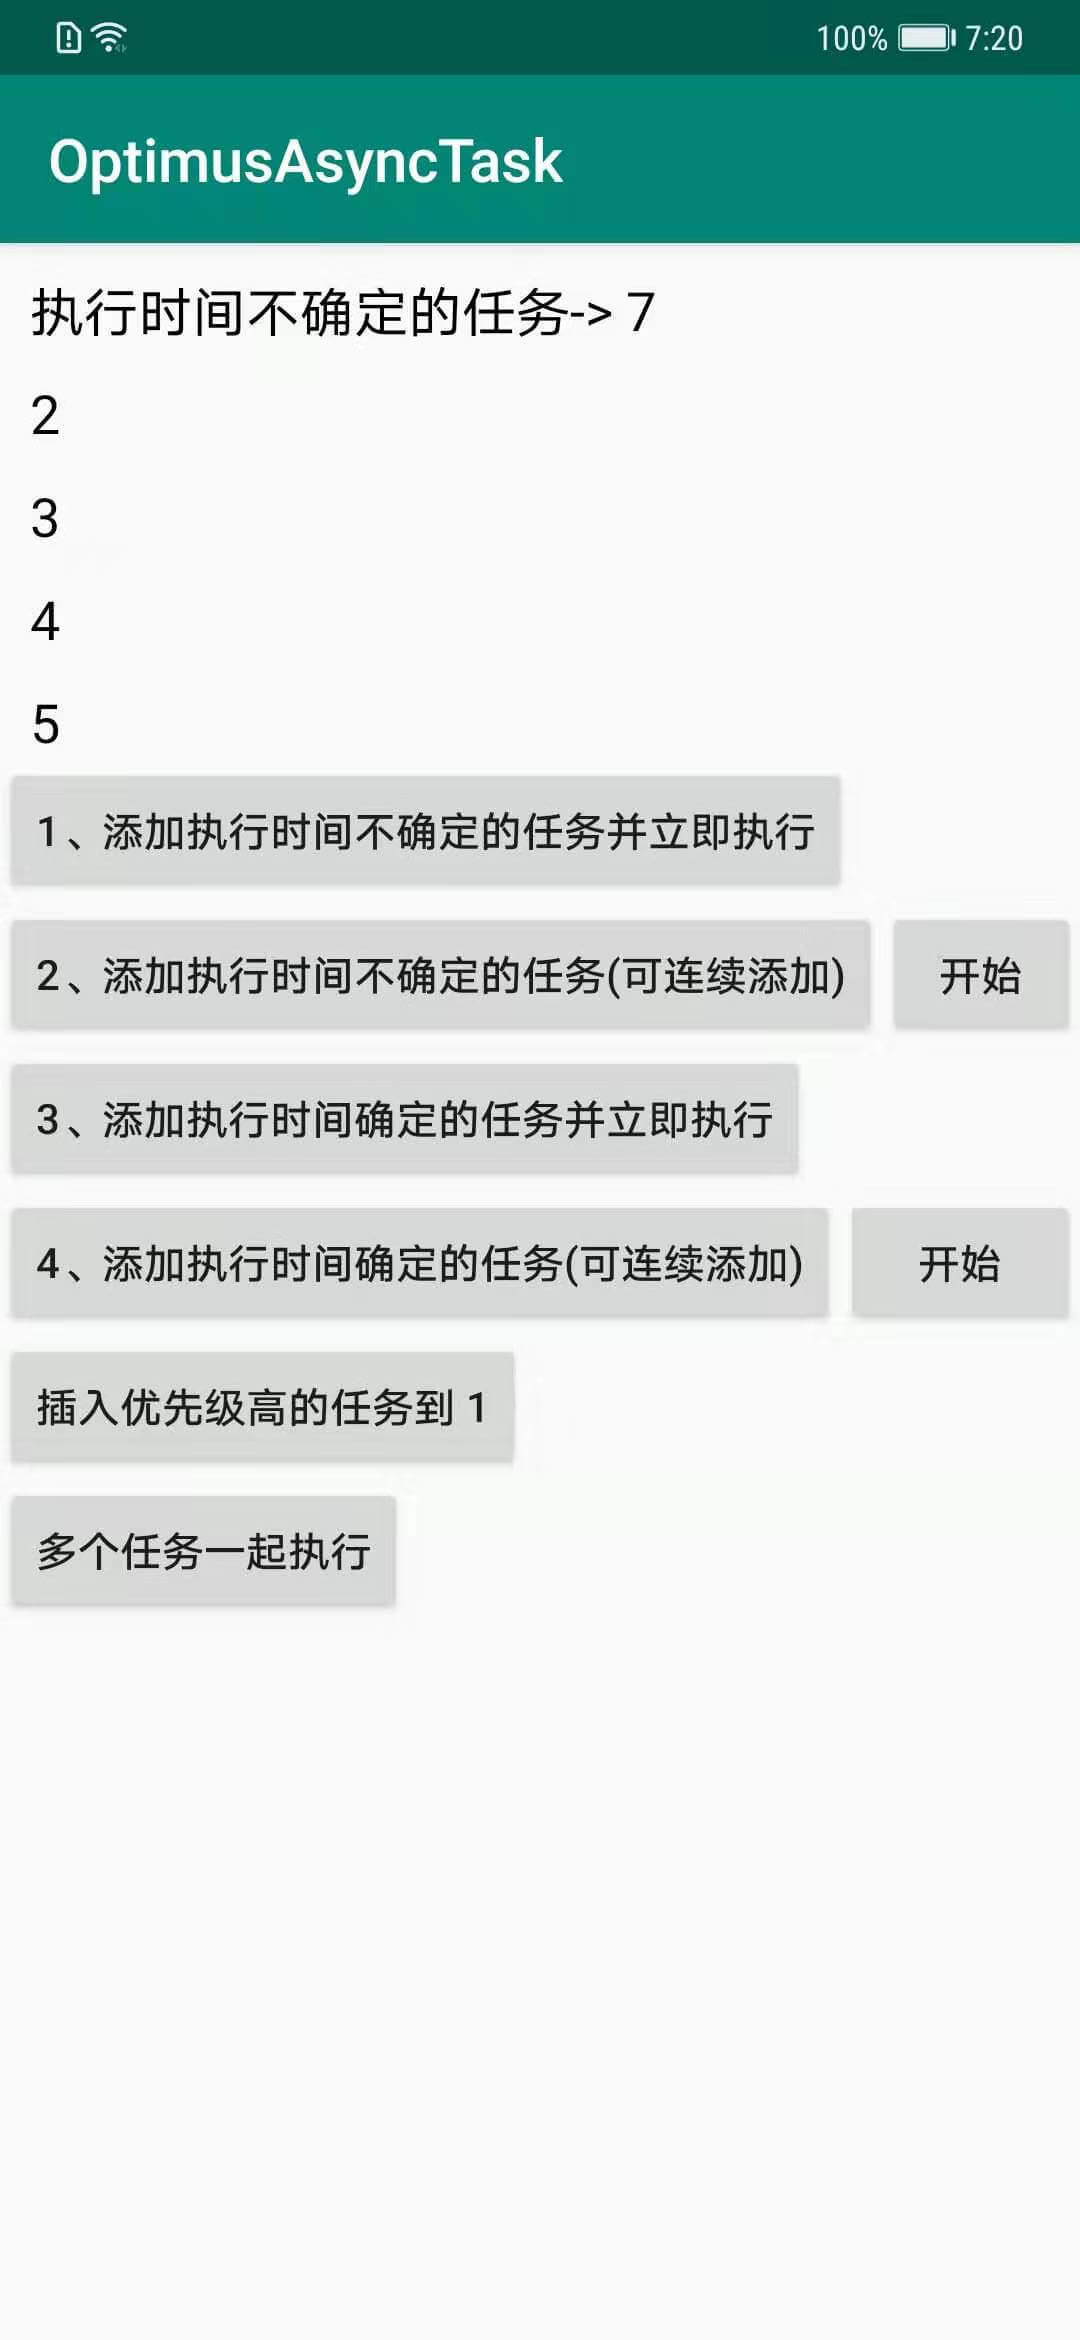 100% 7:20
OptimusAsyncTask
执行时间不确定的任务-> 7
2
3
4
5
1、添加执行时间不确定的任务并立即执行
2、添加执行时间不确定的任务(可连续添加) 开始
3、添加执行时间确定的任务并立即执行
4、添加执行时间确定的任务(可连续添加) 开始
插入优先级高的任务到 1
多个任务一起执行